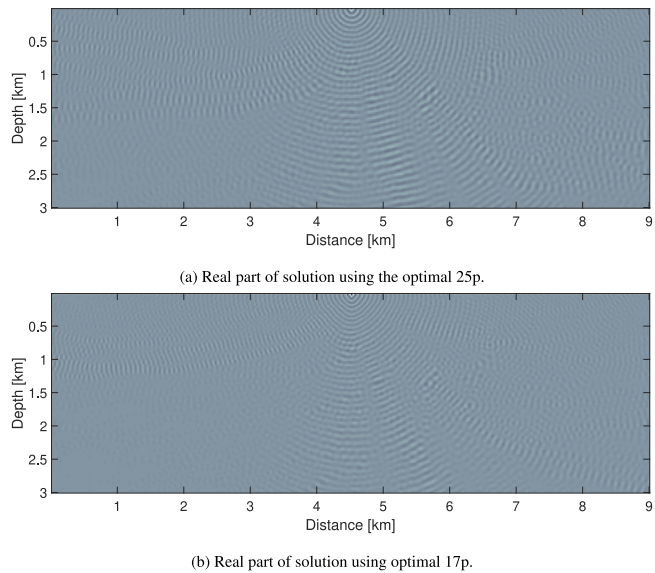 0.5
1
1.5
2
2.5
3
Depth [km]
1 2 3 4 5 6 7 8 9
Distance [km]
(a) Real part of solution using the optimal 25p.
0.5
1
1.5
2
2.5
3
Depth [km]
1 2 3 4 5 6 7 8 9
Distance [km]
(b) Real part of solution using optimal 17p.